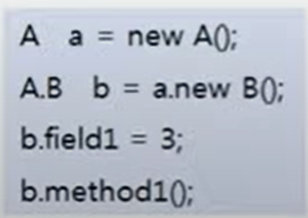 A a = new A();
A.B b = a.new B();
b.field1 = 3;
b.method1();